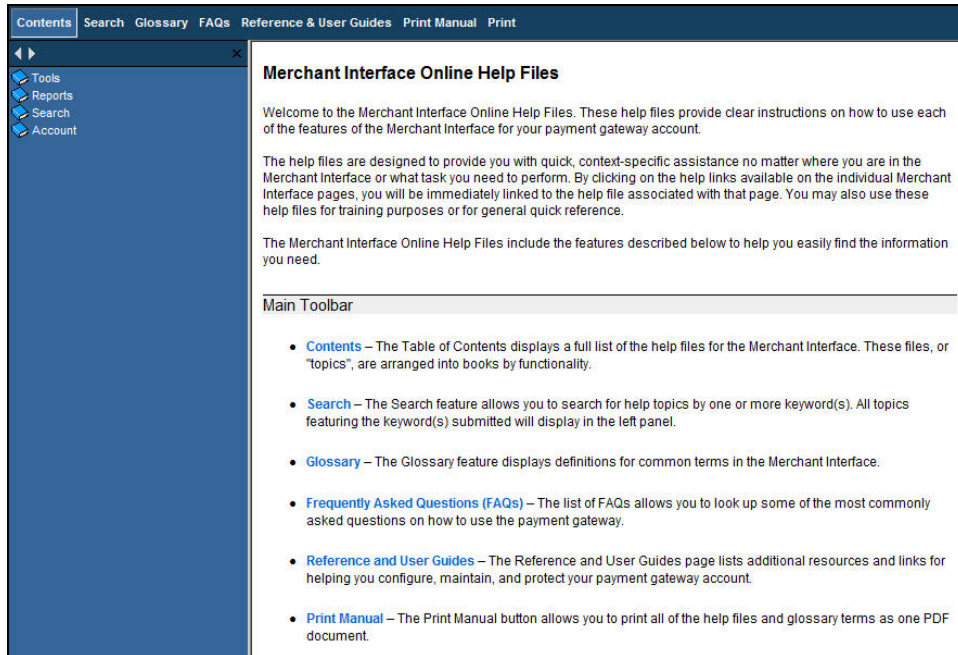 Contents Search Glossary FAQs Reference & User Guides Print Manual Print
Tools
Reports
Search
Account
Merchant Interface Online Help Files
Welcome to the Merchant Interface Online Help Files. These help files provide clear instructions on how to use each
of the features of the Merchant Interface for your payment gateway account.
The help files are designed to provide you with quick, context-specific assistance no matter where you are in the
Merchant Interface or what task you need to perform. By clicking on the help links available on the individual Merchant
Interface pages, you will be immediately linked to the help file associated with that page. You may also use these
help files for training purposes or for general quick reference.
The Merchant Interface Online Help Files include the features described below to help you easily find the information
you need.
Main Toolbar
• Contents – The Table of Contents displays a full list of the help files for the Merchant Interface. These files, or
"topics", are arranged into books by functionality.
• Search – The Search feature allows you to search for help topics by one or more keyword(s). All topics
featuring the keyword(s) submitted will display in the left panel.
• Glossary – The Glossary feature displays definitions for common terms in the Merchant Interface.
• Frequently Asked Questions (FAQs) – The list of FAQs allows you to look up some of the most commonly
asked questions on how to use the payment gateway.
• Reference and User Guides – The Reference and User Guides page lists additional resources and links for
helping you configure, maintain, and protect your payment gateway account.
• Print Manual – The Print Manual button allows you to print all of the help files and glossary terms as one PDF
document.